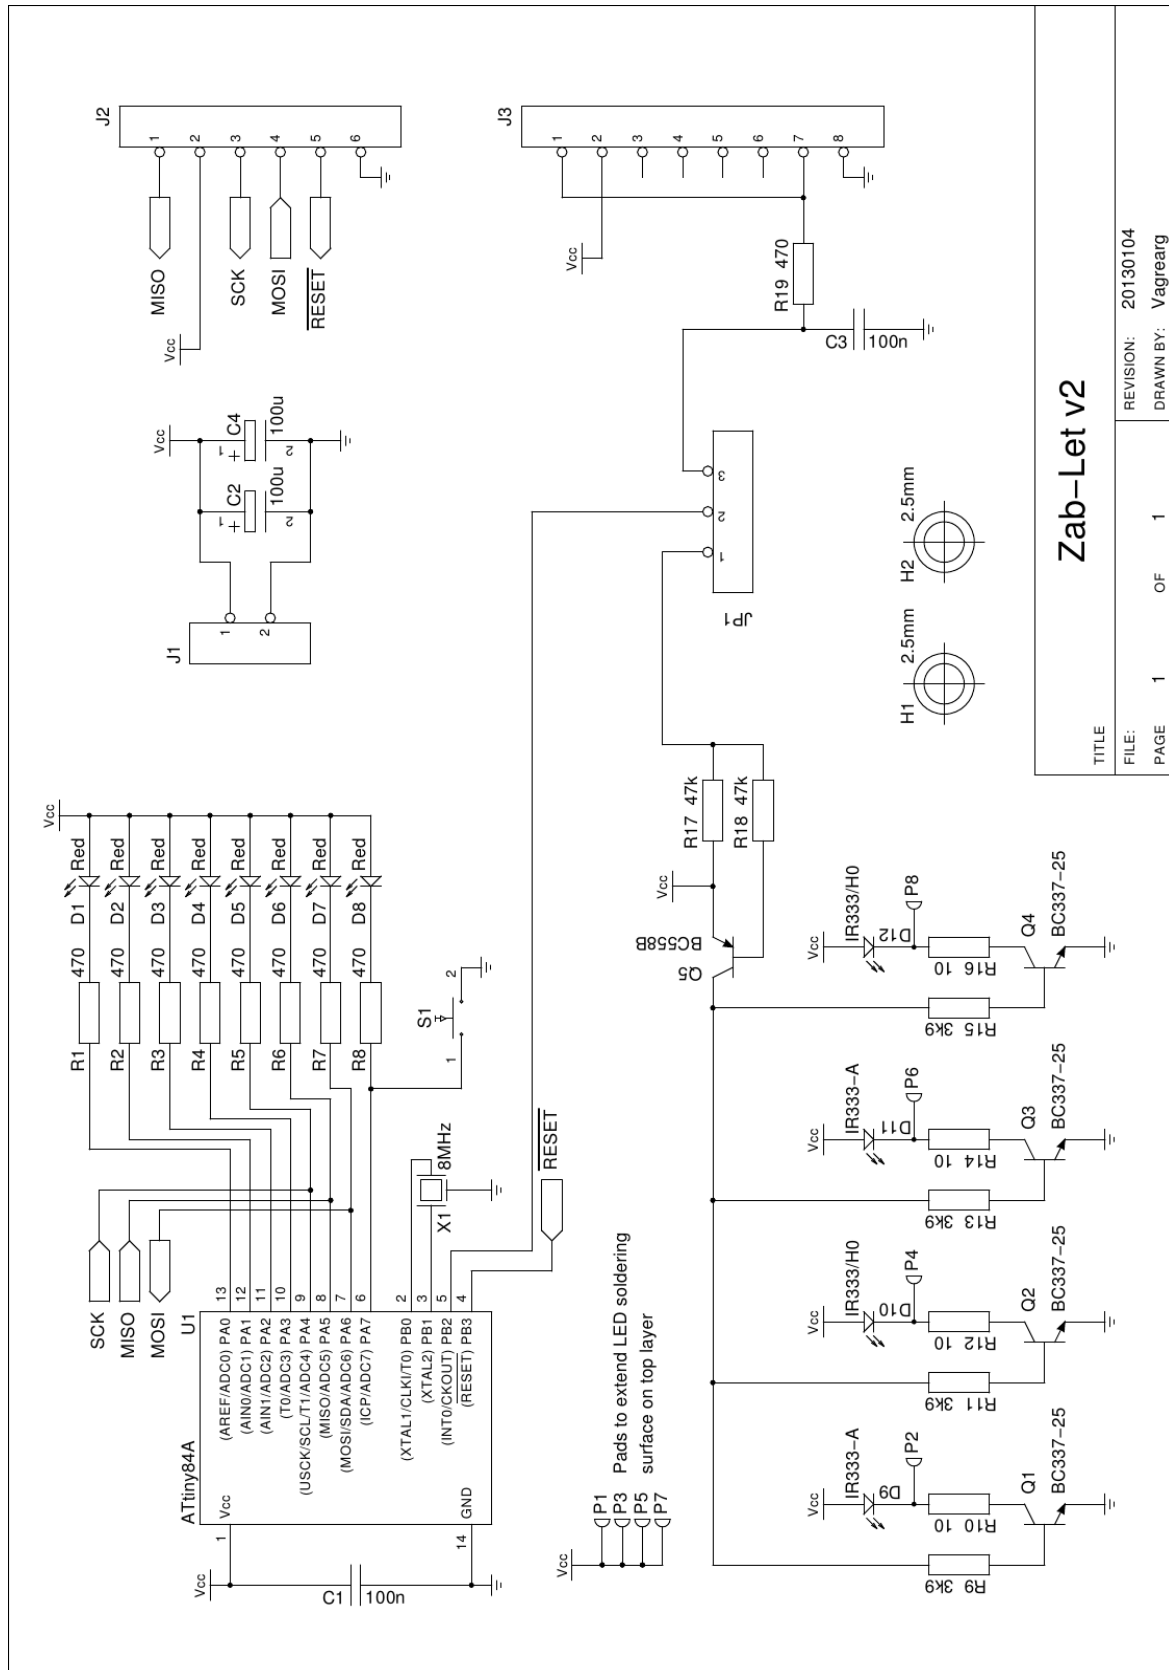 J2
1
2
3
4
5
6
MISO
SCK
MOSI
RESET
Vcc
J3
1
2
3
4
5
6
7
8
Vcc
R19 470
C3
100n
J1
1
2
Vcc
C2
100u
+
1
2
C4
100u
+
1
2
JP1
1
2
3
H1
2.5mm
H2
2.5mm
Vcc
D1 Red
D2 Red
D3 Red
D4 Red
D5 Red
D6 Red
D7 Red
D8 Red
R1 470
R2 470
R3 470
R4 470
R5 470
R6 470
R7 470
R8 470
S1
1
2
X1
8MHz
RESET
SCK
MISO
MOSI
U1
ATtiny84A
(AREF/ADC0) PA0 13
(AIN0/ADC1) PA1 12
(AIN1/ADC2) PA2 11
(T0/ADC3) PA3 10
(USCK/SCL/T1/ADC4) PA4 9
(MISO/ADC5) PA5 8
(MOSI/SDA/ADC6) PA6 7
(ICP/ADC7) PA7 6
(XTAL1/CLKI/T0) PB0 2
(XTAL2) PB1 3
(INT0/CKOUT) PB2 5
(RESET) PB3 4
1 Vcc
14 GND
Vcc
C1
100n
Vcc
P1
P3
P5
P7
Pads to extend LED soldering
surface on top layer
Vcc
R17 47k
R18 47k
Q5
BC558B
Vcc
IR333-A
D9
P2
R10 10
R9 3k9
Q1
BC337-25
Vcc
IR333/H0
D10
P4
R12 10
R11 3k9
Q2
BC337-25
Vcc
IR333-A
D11
P6
R14 10
R13 3k9
Q3
BC337-25
Vcc
IR333/H0
D12
P8
R16 10
R15 3k9
Q4
BC337-25
Zab-Let v2
TITLE
FILE:
REVISION: 20130104
PAGE 1 OF 1
DRAWN BY: Vagrearg